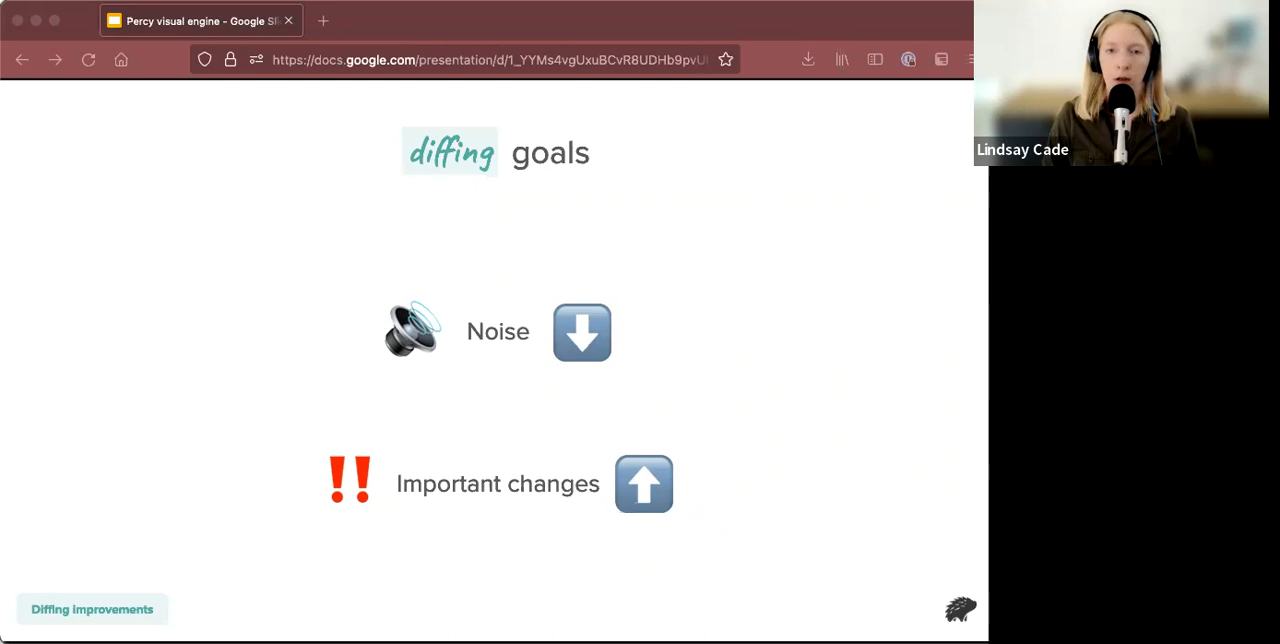 Percy visual engine - Google Sli
https://docs.google.com/presentation/d/1_YYMs4vgUxuBCvR8UDHb9pvU
Lindsay Cade
diffing goals
Noise
Important changes
Diffing improvements